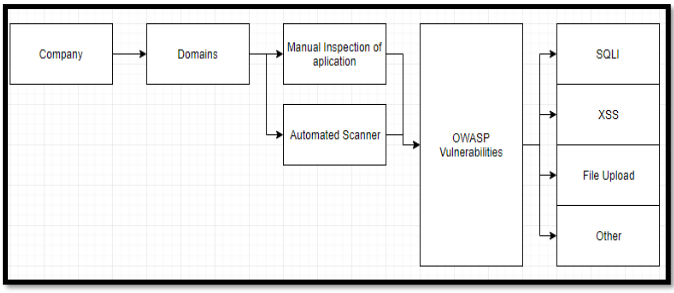 Company
Domains
Manual Inspection of
aplication
Automated Scanner
OWASP
Vulnerabilities
SQLI
XSS
File Upload
Other